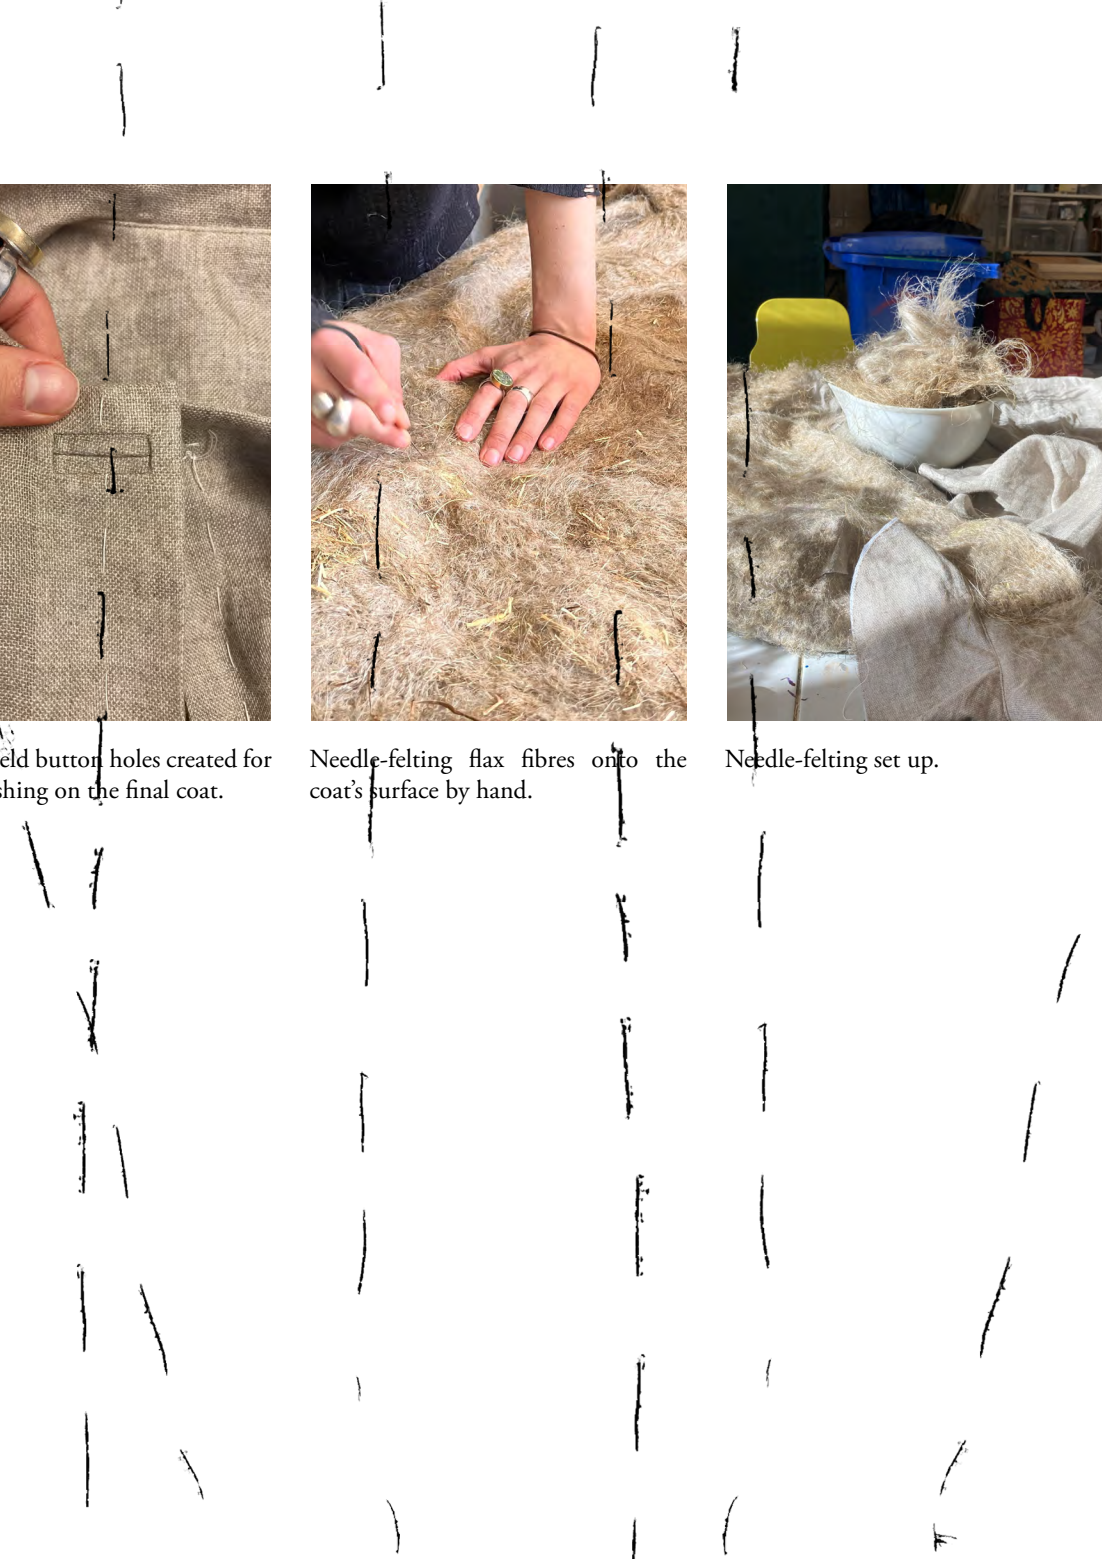 button holes created for
on the final coat.
Needle-felting flax fibres onto the
coat's surface by hand.
Needle-felting set up.